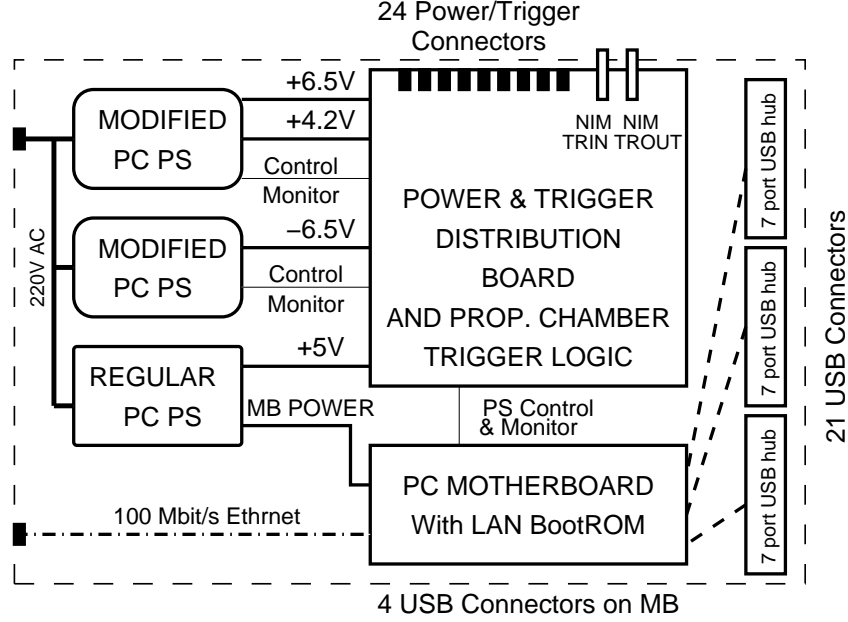 24 Power/Trigger
Connectors
+6.5V
MODIFIED
PC PS
+4.2V
Control
Monitor
NIM NIM
TRIN TROUT
7 port USB hub
POWER & TRIGGER
DISTRIBUTION
BOARD
AND PROP. CHAMBER
TRIGGER LOGIC
220V AC
MODIFIED
PC PS
−6.5V
Control
Monitor
7 port USB hub
21 USB Connectors
+5V
REGULAR
PC PS
MB POWER
PS Control
& Monitor
7 port USB hub
PC MOTHERBOARD
With LAN BootROM
100 Mbit/s Ethrnet
4 USB Connectors on MB